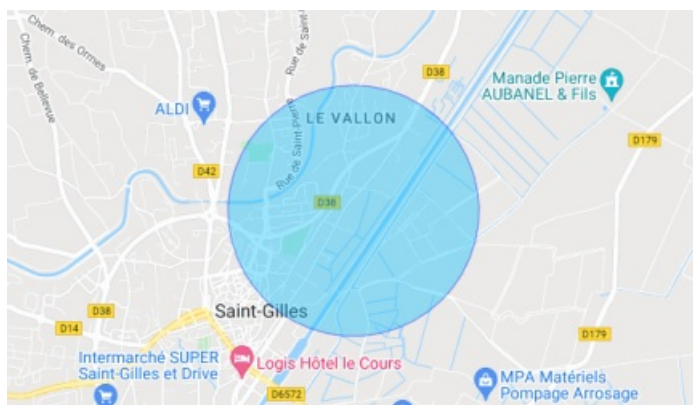 Chem. des Ormes
Chem. de Bellevue
Rue de Saint-
D38
Manade Pierre
AUBANEL & Fils
ALDI
LE VALLON
D179
Rue de Saint-Pierre
D42
D38
Saint-Gilles
D38
D14
D179
Intermarché SUPER
Saint-Gilles et Drive
Logis Hôtel le Cours
MPA Matériels
Pompage Arrosage
D6572